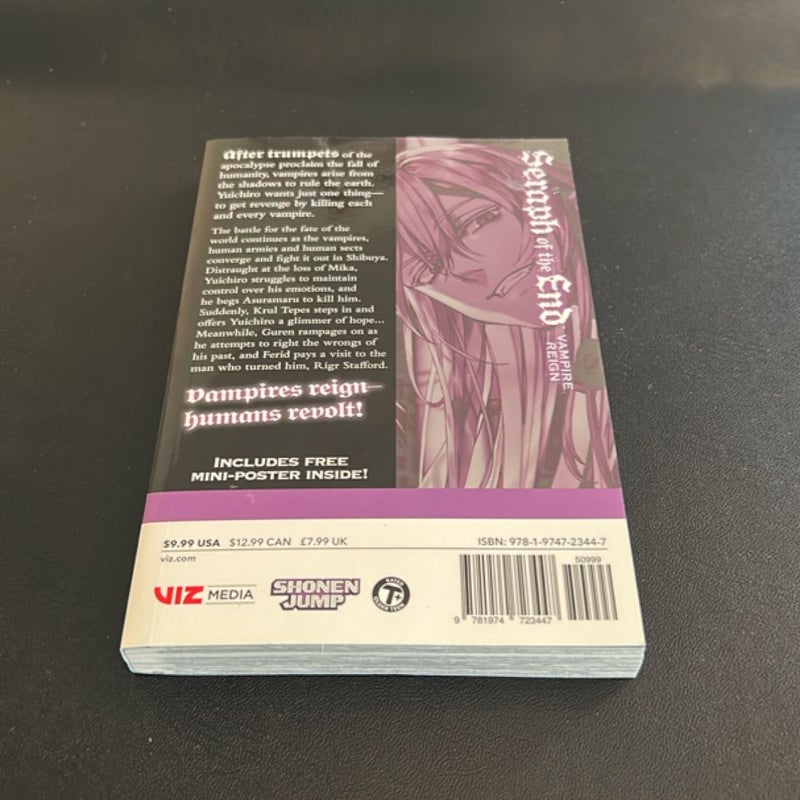 After trumpets of the
apocalypse proclaim the fall of
humanity, vampires arise from
the shadows to rule the earth.
Yuichiro wants just one thing—
to get revenge by killing each
and every vampire.
The battle for the fate of the
world continues as the vampires,
human armies and human sects
converge and fight it out in Shibuya.
Distraught at the loss of Mika,
Yuichiro struggles to maintain
control over his emotions, and
he begs Asuramaru to kill him.
Suddenly, Krul Tepes steps in and
offers Yuichiro a glimmer of hope...
Meanwhile, Guren rampages on as
he attempts to right the wrongs of
his past, and Ferid pays a visit to the
man who turned him, Rigr Stafford.
Vampires reign—
humans revolt!
INCLUDES FREE
MINI-POSTER INSIDE!
Seraph of the End
VAMPIRE
REIGN
$9.99 USA $12.99 CAN £7.99 UK
viz.com
ISBN: 978-1-9747-2344-7
50999
VIZ MEDIA
SHONEN
JUMP
RATED
T+
OLDER TEEN
9 781974 723447